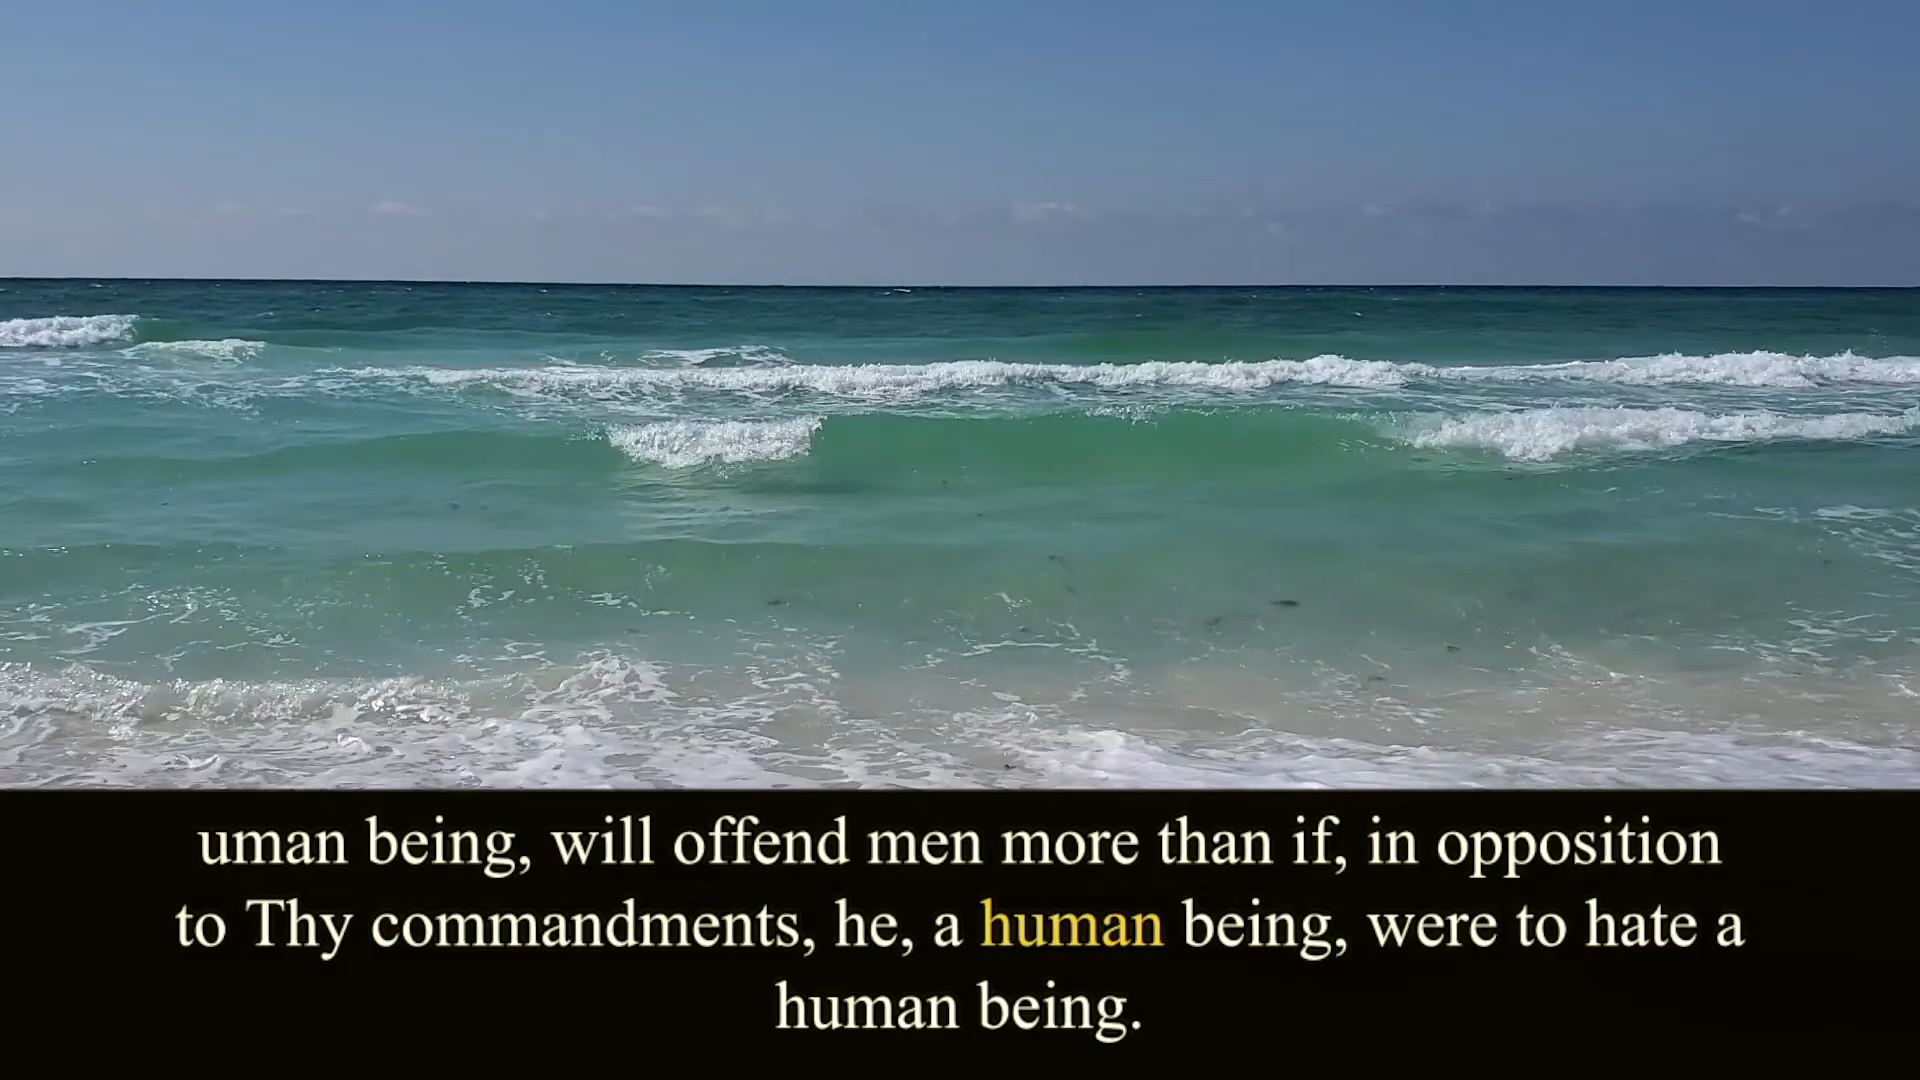 uman being, will offend men more than if, in opposition
to Thy commandments, he, a human being, were to hate a
human being.